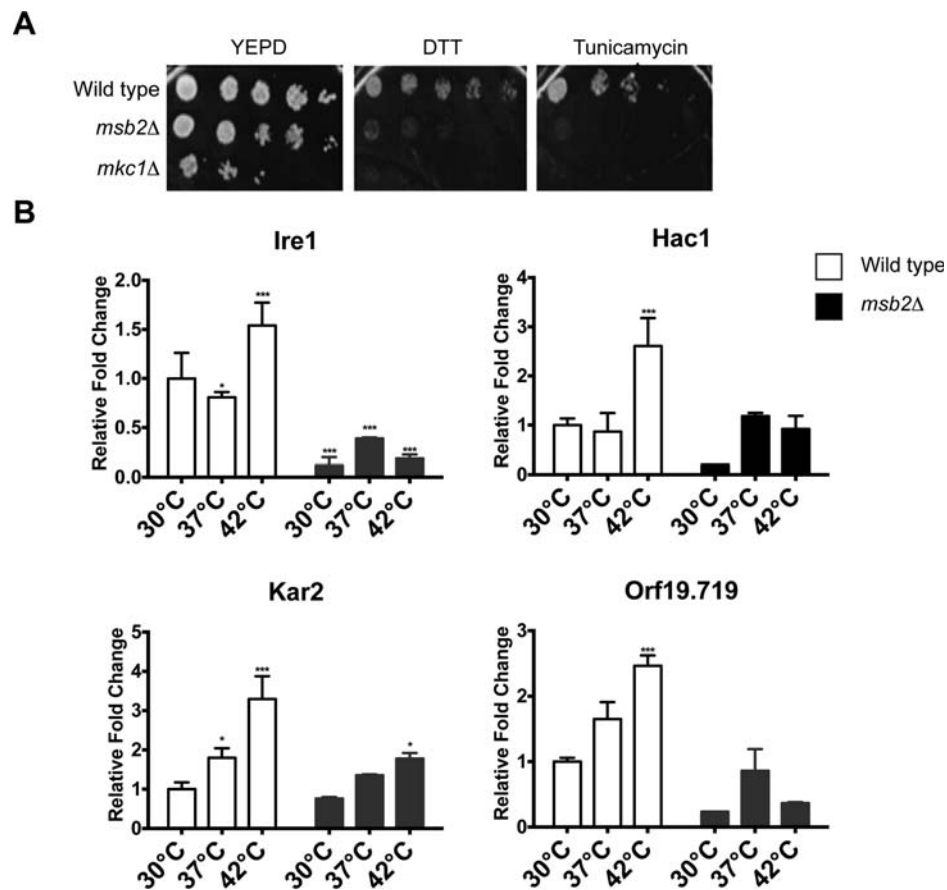 A
YEPD DTT Tunicamycin
Wild type
msb2Δ
mkc1Δ
B
Ire1
Relative Fold Change
2.0
1.5
1.0
0.5
0.0
*** * *** *** *** ***
30°C 37°C 42°C 30°C 37°C 42°C
Hac1
Relative Fold Change
4
3
2
1
0
***
30°C 37°C 42°C 30°C 37°C 42°C
Wild type
msb2Δ
Kar2
Relative Fold Change
5
4
3
2
1
0
* *** *
30°C 37°C 42°C 30°C 37°C 42°C
Orf19.719
Relative Fold Change
3
2
1
0
***
30°C 37°C 42°C 30°C 37°C 42°C